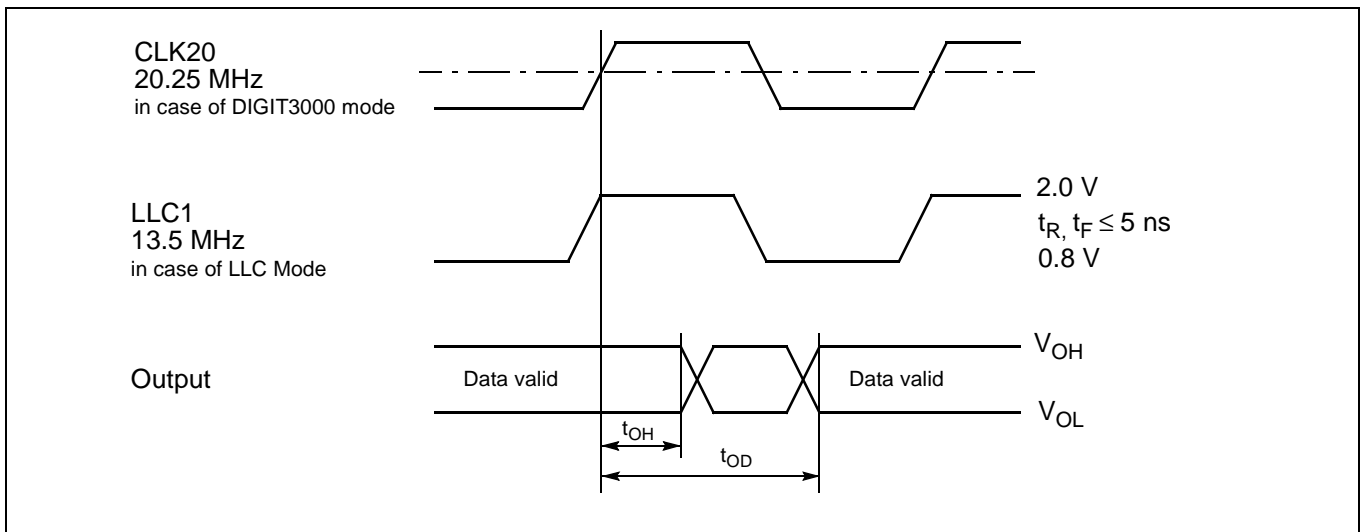 CLK20
20.25 MHz
in case of DIGIT3000 mode
LLC1
13.5 MHz
in case of LLC Mode
2.0 V
tR, tF ≤ 5 ns
0.8 V
Output
Data valid
Data valid
VOH
VOL
tOH
tOD